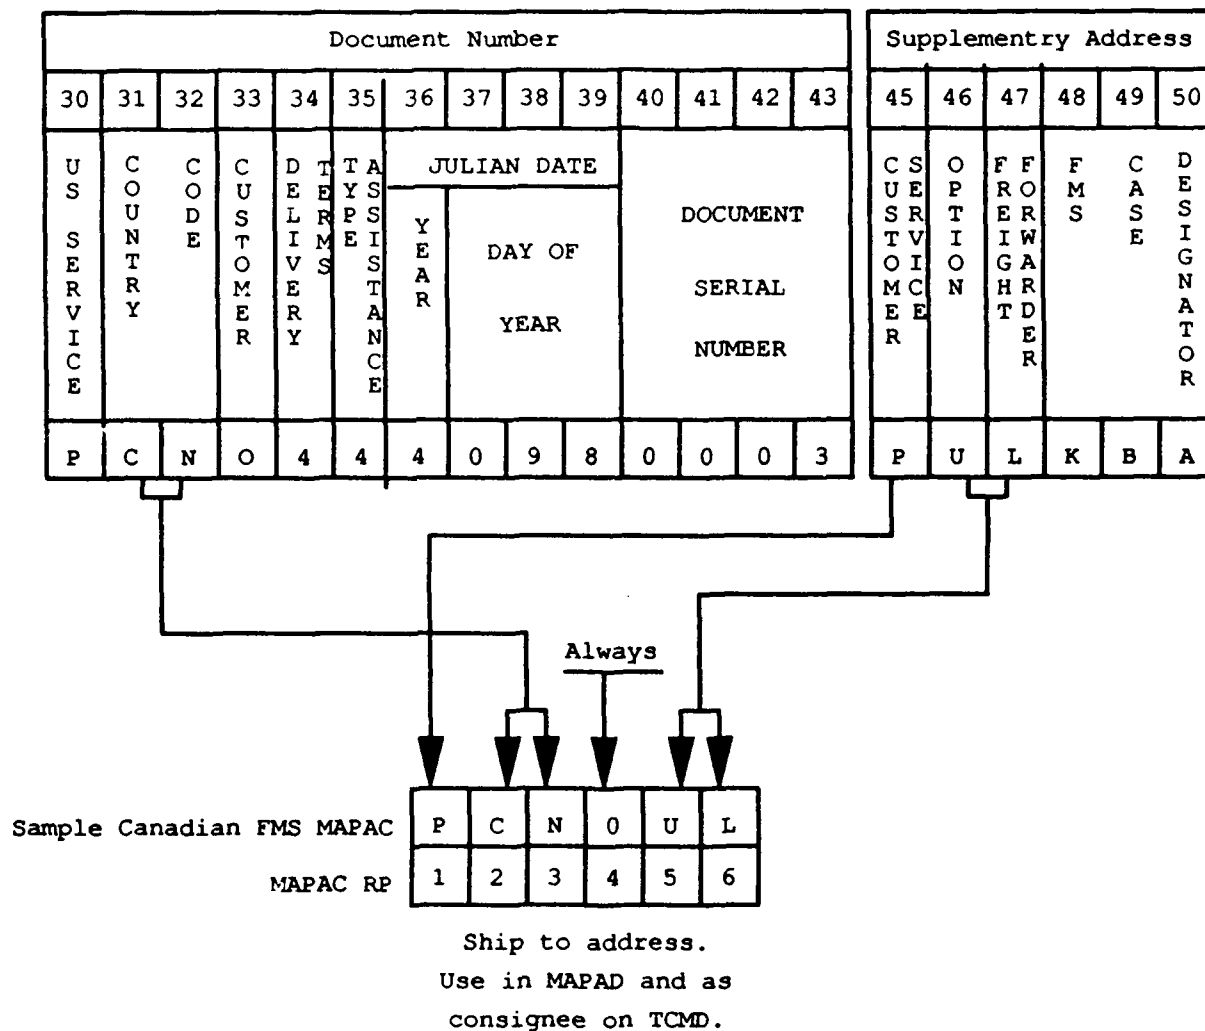 Document Number
Supplementry Address
30 31 32 33 34 35 36 37 38 39 40 41 42 43
45 46 47 48 49 50
US SERVICE
COUNTRY
CODE
CUSTOMER
DELIVERY
TERMS
TYPE
ASSISTANCE
JULIAN DATE
YEAR
DAY OF
YEAR
DOCUMENT
SERIAL
NUMBER
CUSTOMER
SERVICE
OPTION
FREIGHT
FORWARDER
FMS
CASE
DESIGNATOR
P C N O 4 4 4 0 9 8 0 0 0 3
P U L K B A
Always
Sample Canadian FMS MAPAC P C N 0 U L
MAPAC RP 1 2 3 4 5 6
Ship to address.
Use in MAPAD and as
consignee on TCMD.